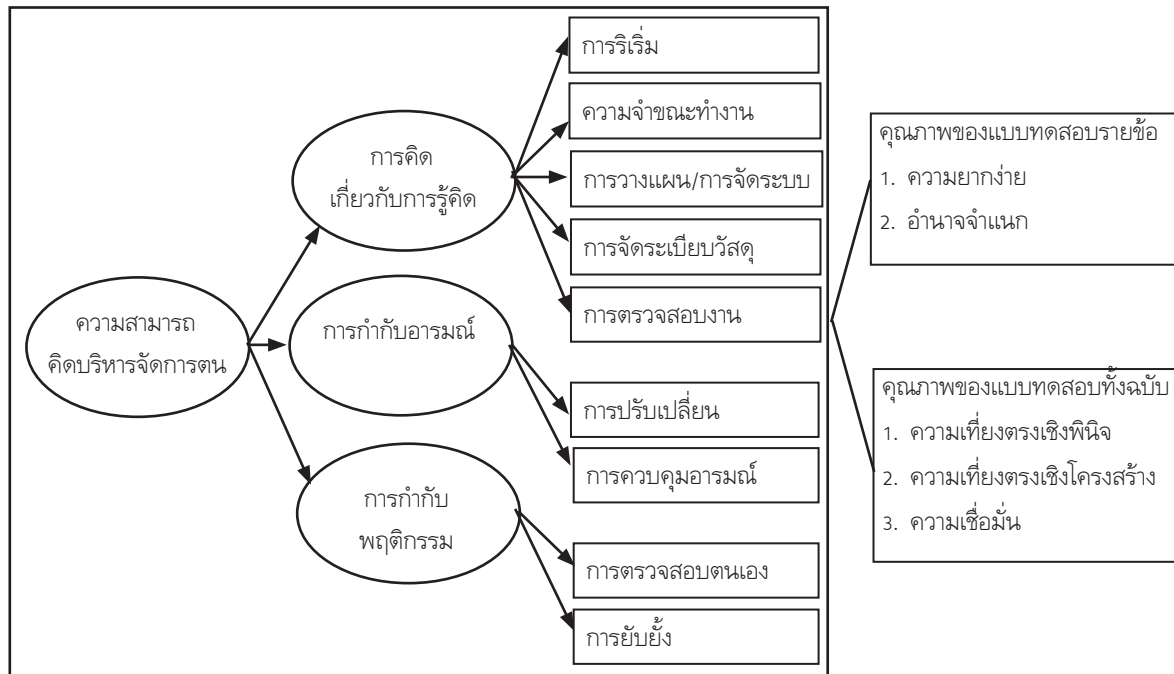 ความสามารถ
คิดบริหารจัดการตน
การคิด
เกี่ยวกับการรู้คิด
การกำกับอารมณ์
การกำกับ
พฤติกรรม
การริเริ่ม
ความจำขณะทำงาน
การวางแผน/การจัดระบบ
การจัดระเบียบวัสดุ
การตรวจสอบงาน
การปรับเปลี่ยน
การควบคุมอารมณ์
การตรวจสอบตนเอง
การยับยั้ง
คุณภาพของแบบทดสอบรายข้อ
1. ความยากง่าย
2. อำนาจจำแนก
คุณภาพของแบบทดสอบทั้งฉบับ
1. ความเที่ยงตรงเชิงพินิจ
2. ความเที่ยงตรงเชิงโครงสร้าง
3. ความเชื่อมั่น